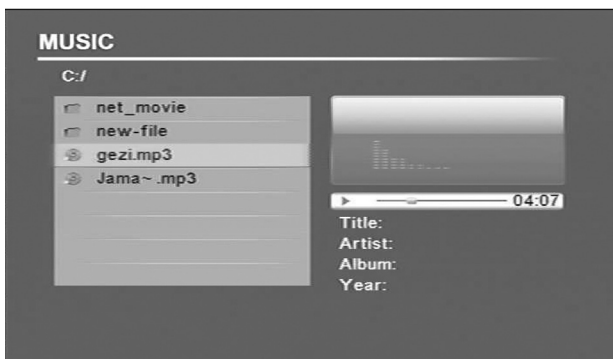 MUSIC
C:/
net_movie
new-file
gezi.mp3
Jama~ .mp3
04:07
Title:
Artist:
Album:
Year: